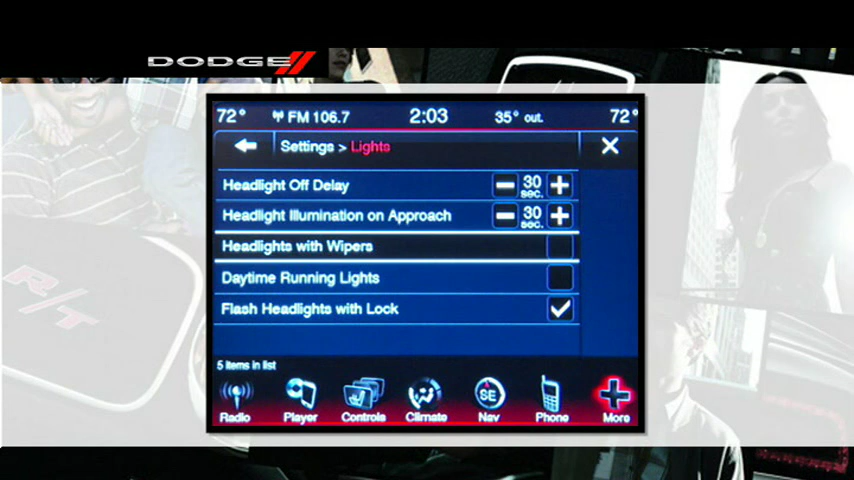 DODGE
72° FM 106.7 2:03 35° out. 72°
Settings > Lights
Headlight Off Delay 30 sec.
Headlight Illumination on Approach 30 sec.
Headlights with Wipers
Daytime Running Lights
Flash Headlights with Lock
5 items in list
SE
Radio Player Controls Climate Nav Phone More
R/T